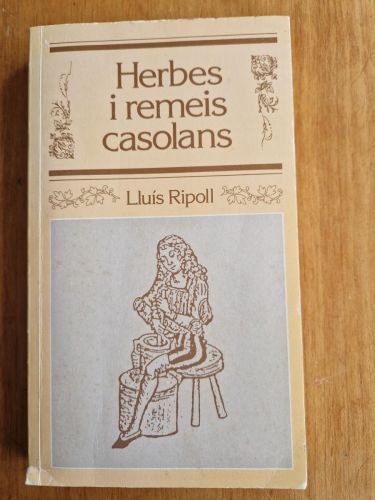 Herbes
i remeis
casolans
Lluís Ripoll